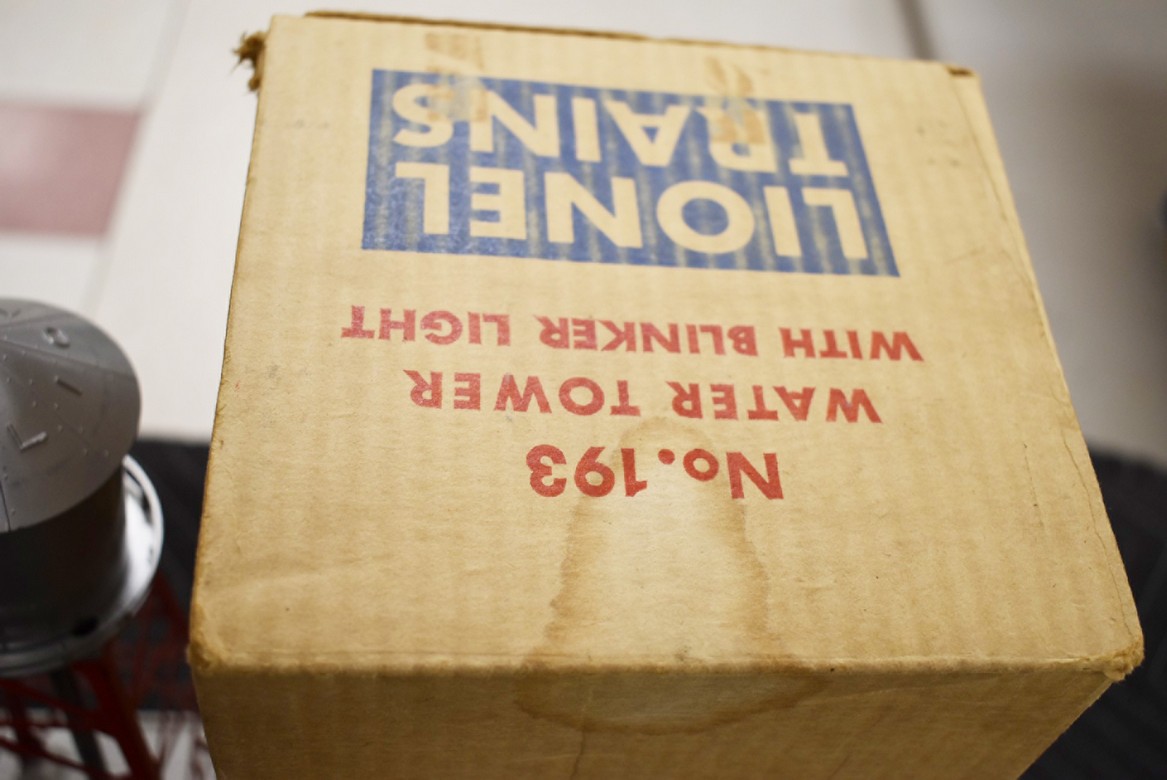 No. 193
WATER TOWER
WITH BLINKER LIGHT
LIONEL
TRAINS